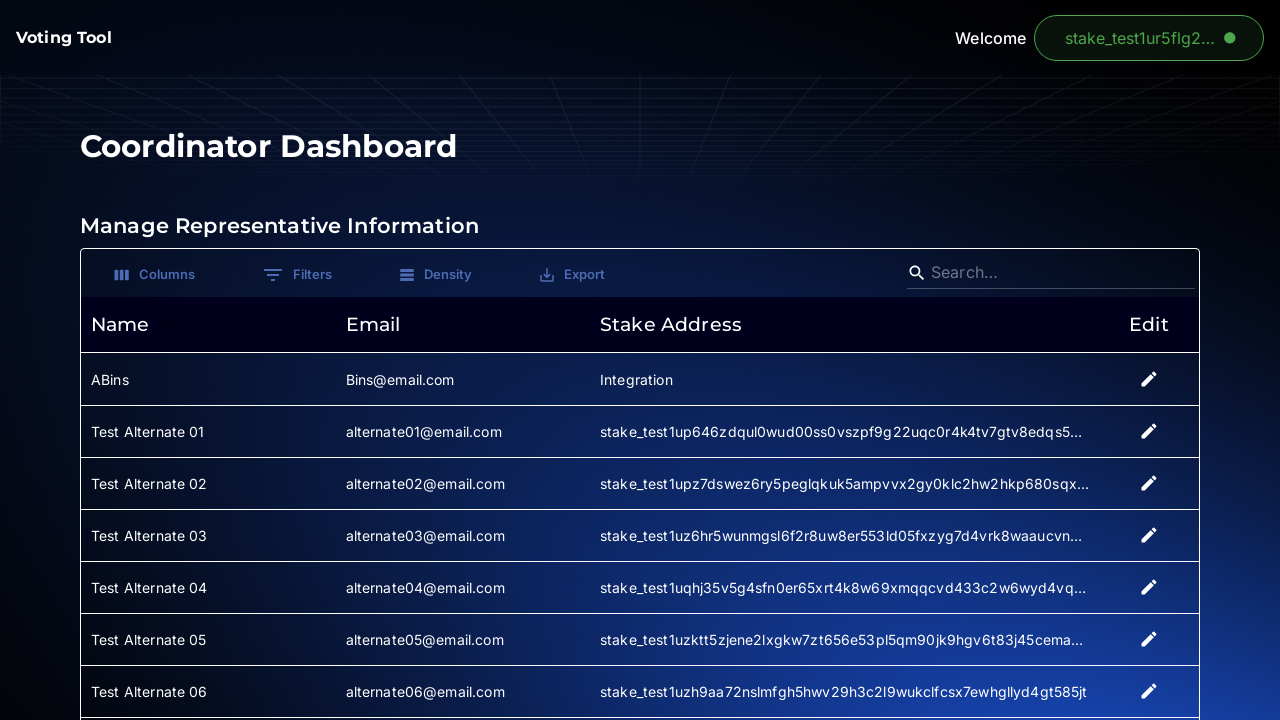 Voting Tool
Welcome stake_test1ur5flg2...
Coordinator Dashboard
Manage Representative Information
Columns Filters Density Export Search...
Name Email Stake Address Edit
ABins Bins@email.com Integration
Test Alternate 01 alternate01@email.com stake_test1up646zdqul0wud00ss0vszpf9g22uqc0r4k4tv7gtv8edqs5...
Test Alternate 02 alternate02@email.com stake_test1upz7dswez6ry5peglqkuk5ampvvx2gy0klc2hw2hkp680sqx...
Test Alternate 03 alternate03@email.com stake_test1uz6hr5wunmgsl6f2r8uw8er553ld05fxzyg7d4vrk8waaucvn...
Test Alternate 04 alternate04@email.com stake_test1uqhj35v5g4sfn0er65xrt4k8w69xmqqcvd433c2w6wyd4vq...
Test Alternate 05 alternate05@email.com stake_test1uzktt5zjene2lxgkw7zt656e53pl5qm90jk9hgv6t83j45cema...
Test Alternate 06 alternate06@email.com stake_test1uzh9aa72nslmfgh5hwv29h3c2l9wukclfcsx7ewhgllyd4gt585jt